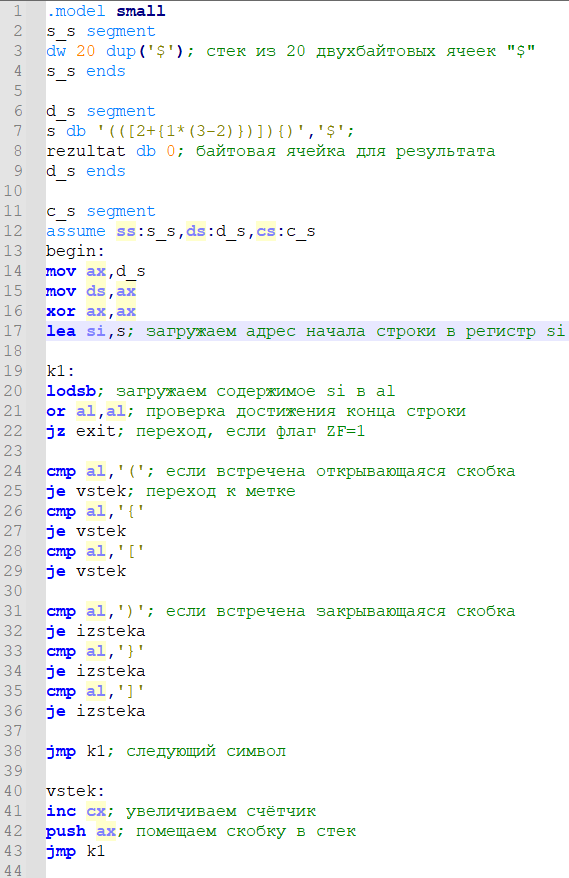 1 .model small
2 s_s segment
3 dw 20 dup('$'); стек из 20 двухбайтовых ячеек "$"
4 s_s ends
5
6 d_s segment
7 s db '(([2+{1*(3-2)})]){)','$';
8 rezultat db 0; байтовая ячейка для результата
9 d_s ends
10
11 c_s segment
12 assume ss:s_s,ds:d_s,cs:c_s
13 begin:
14 mov ax,d_s
15 mov ds,ax
16 xor ax,ax
17 lea si,s; загружаем адрес начала строки в регистр si
18
19 k1:
20 lodsb; загружаем содержимое si в al
21 or al,al; проверка достижения конца строки
22 jz exit; переход, если флаг ZF=1
23
24 cmp al,'('; если встречена открывающаяся скобка
25 je vstek; переход к метке
26 cmp al,'{'
27 je vstek
28 cmp al,'['
29 je vstek
30
31 cmp al,')'; если встречена закрывающаяся скобка
32 je izsteka
33 cmp al,'}'
34 je izsteka
35 cmp al,']'
36 je izsteka
37
38 jmp k1; следующий символ
39
40 vstek:
41 inc cx; увеличиваем счётчик
42 push ax; помещаем скобку в стек
43 jmp k1
44